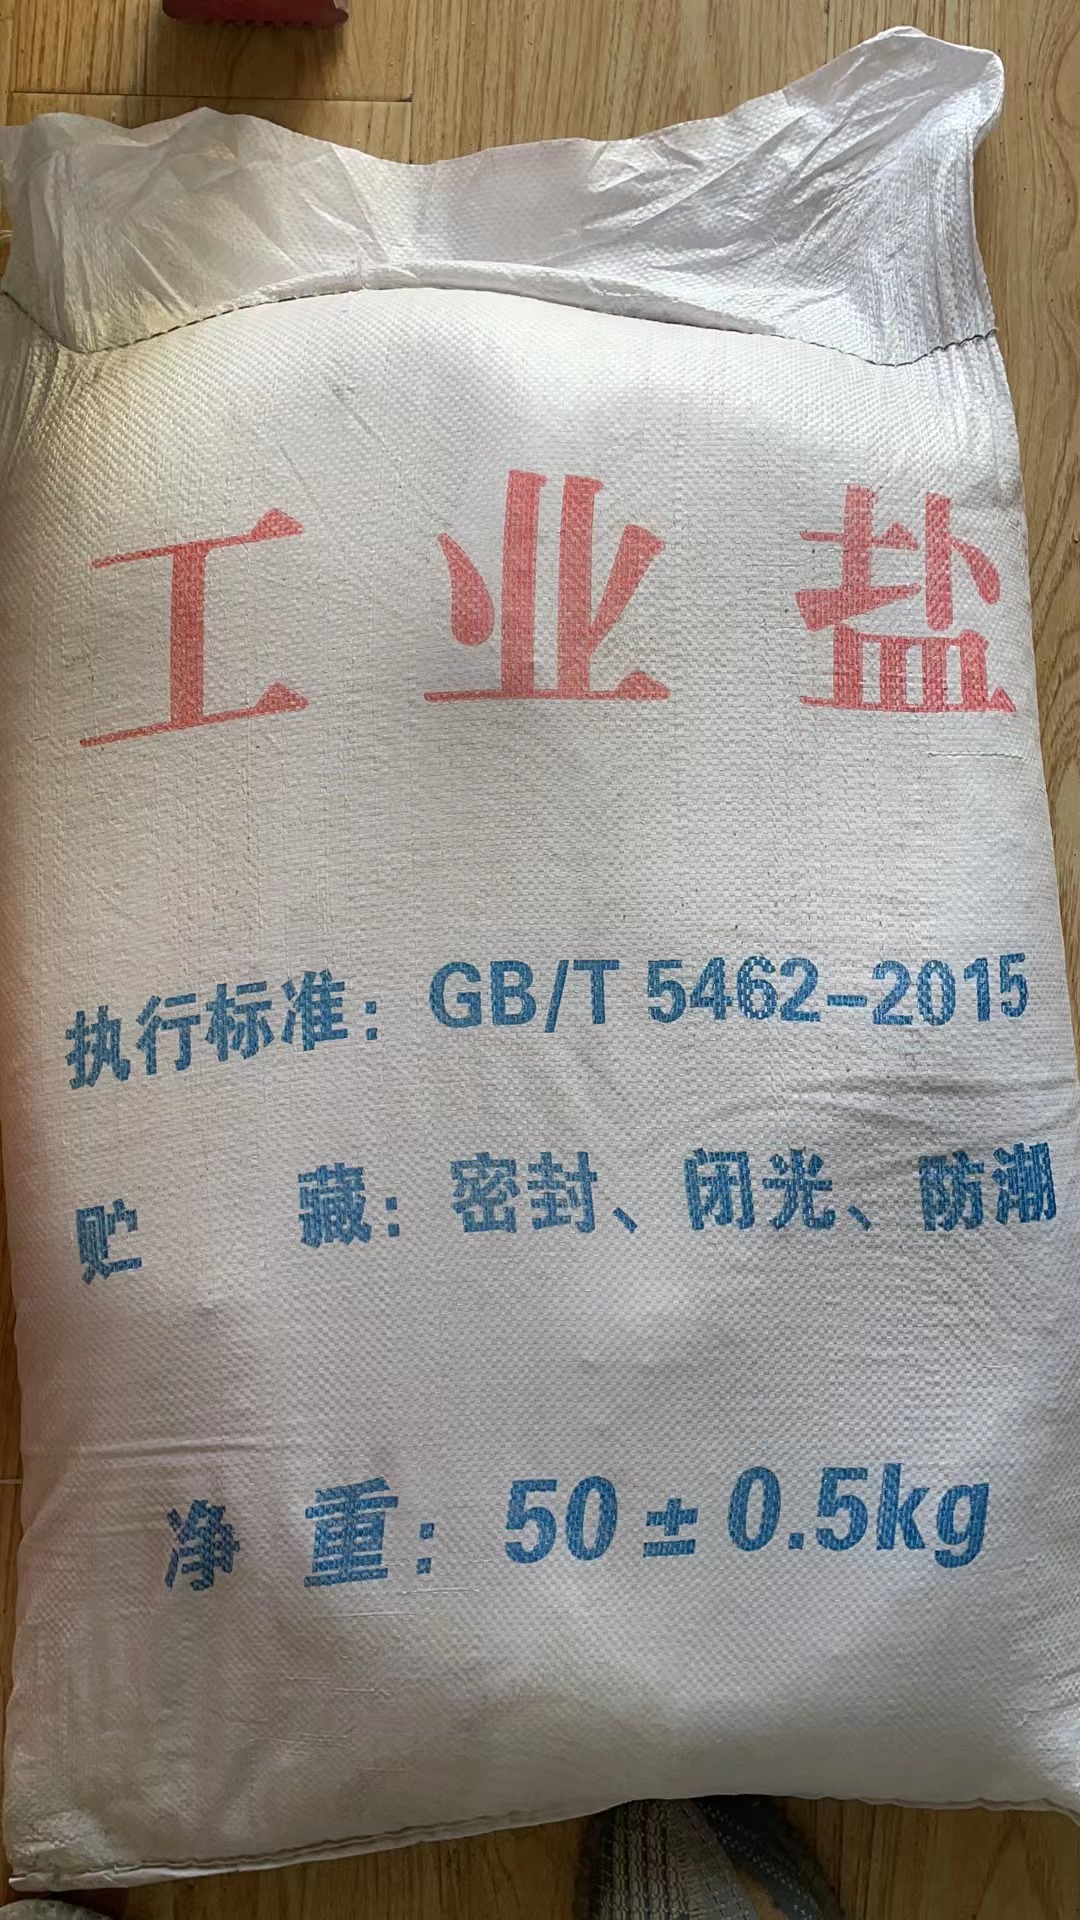 工业盐
执行标准：GB/T 5462-2015
贮藏：密封、闭光、防潮
净重：50±0.5kg